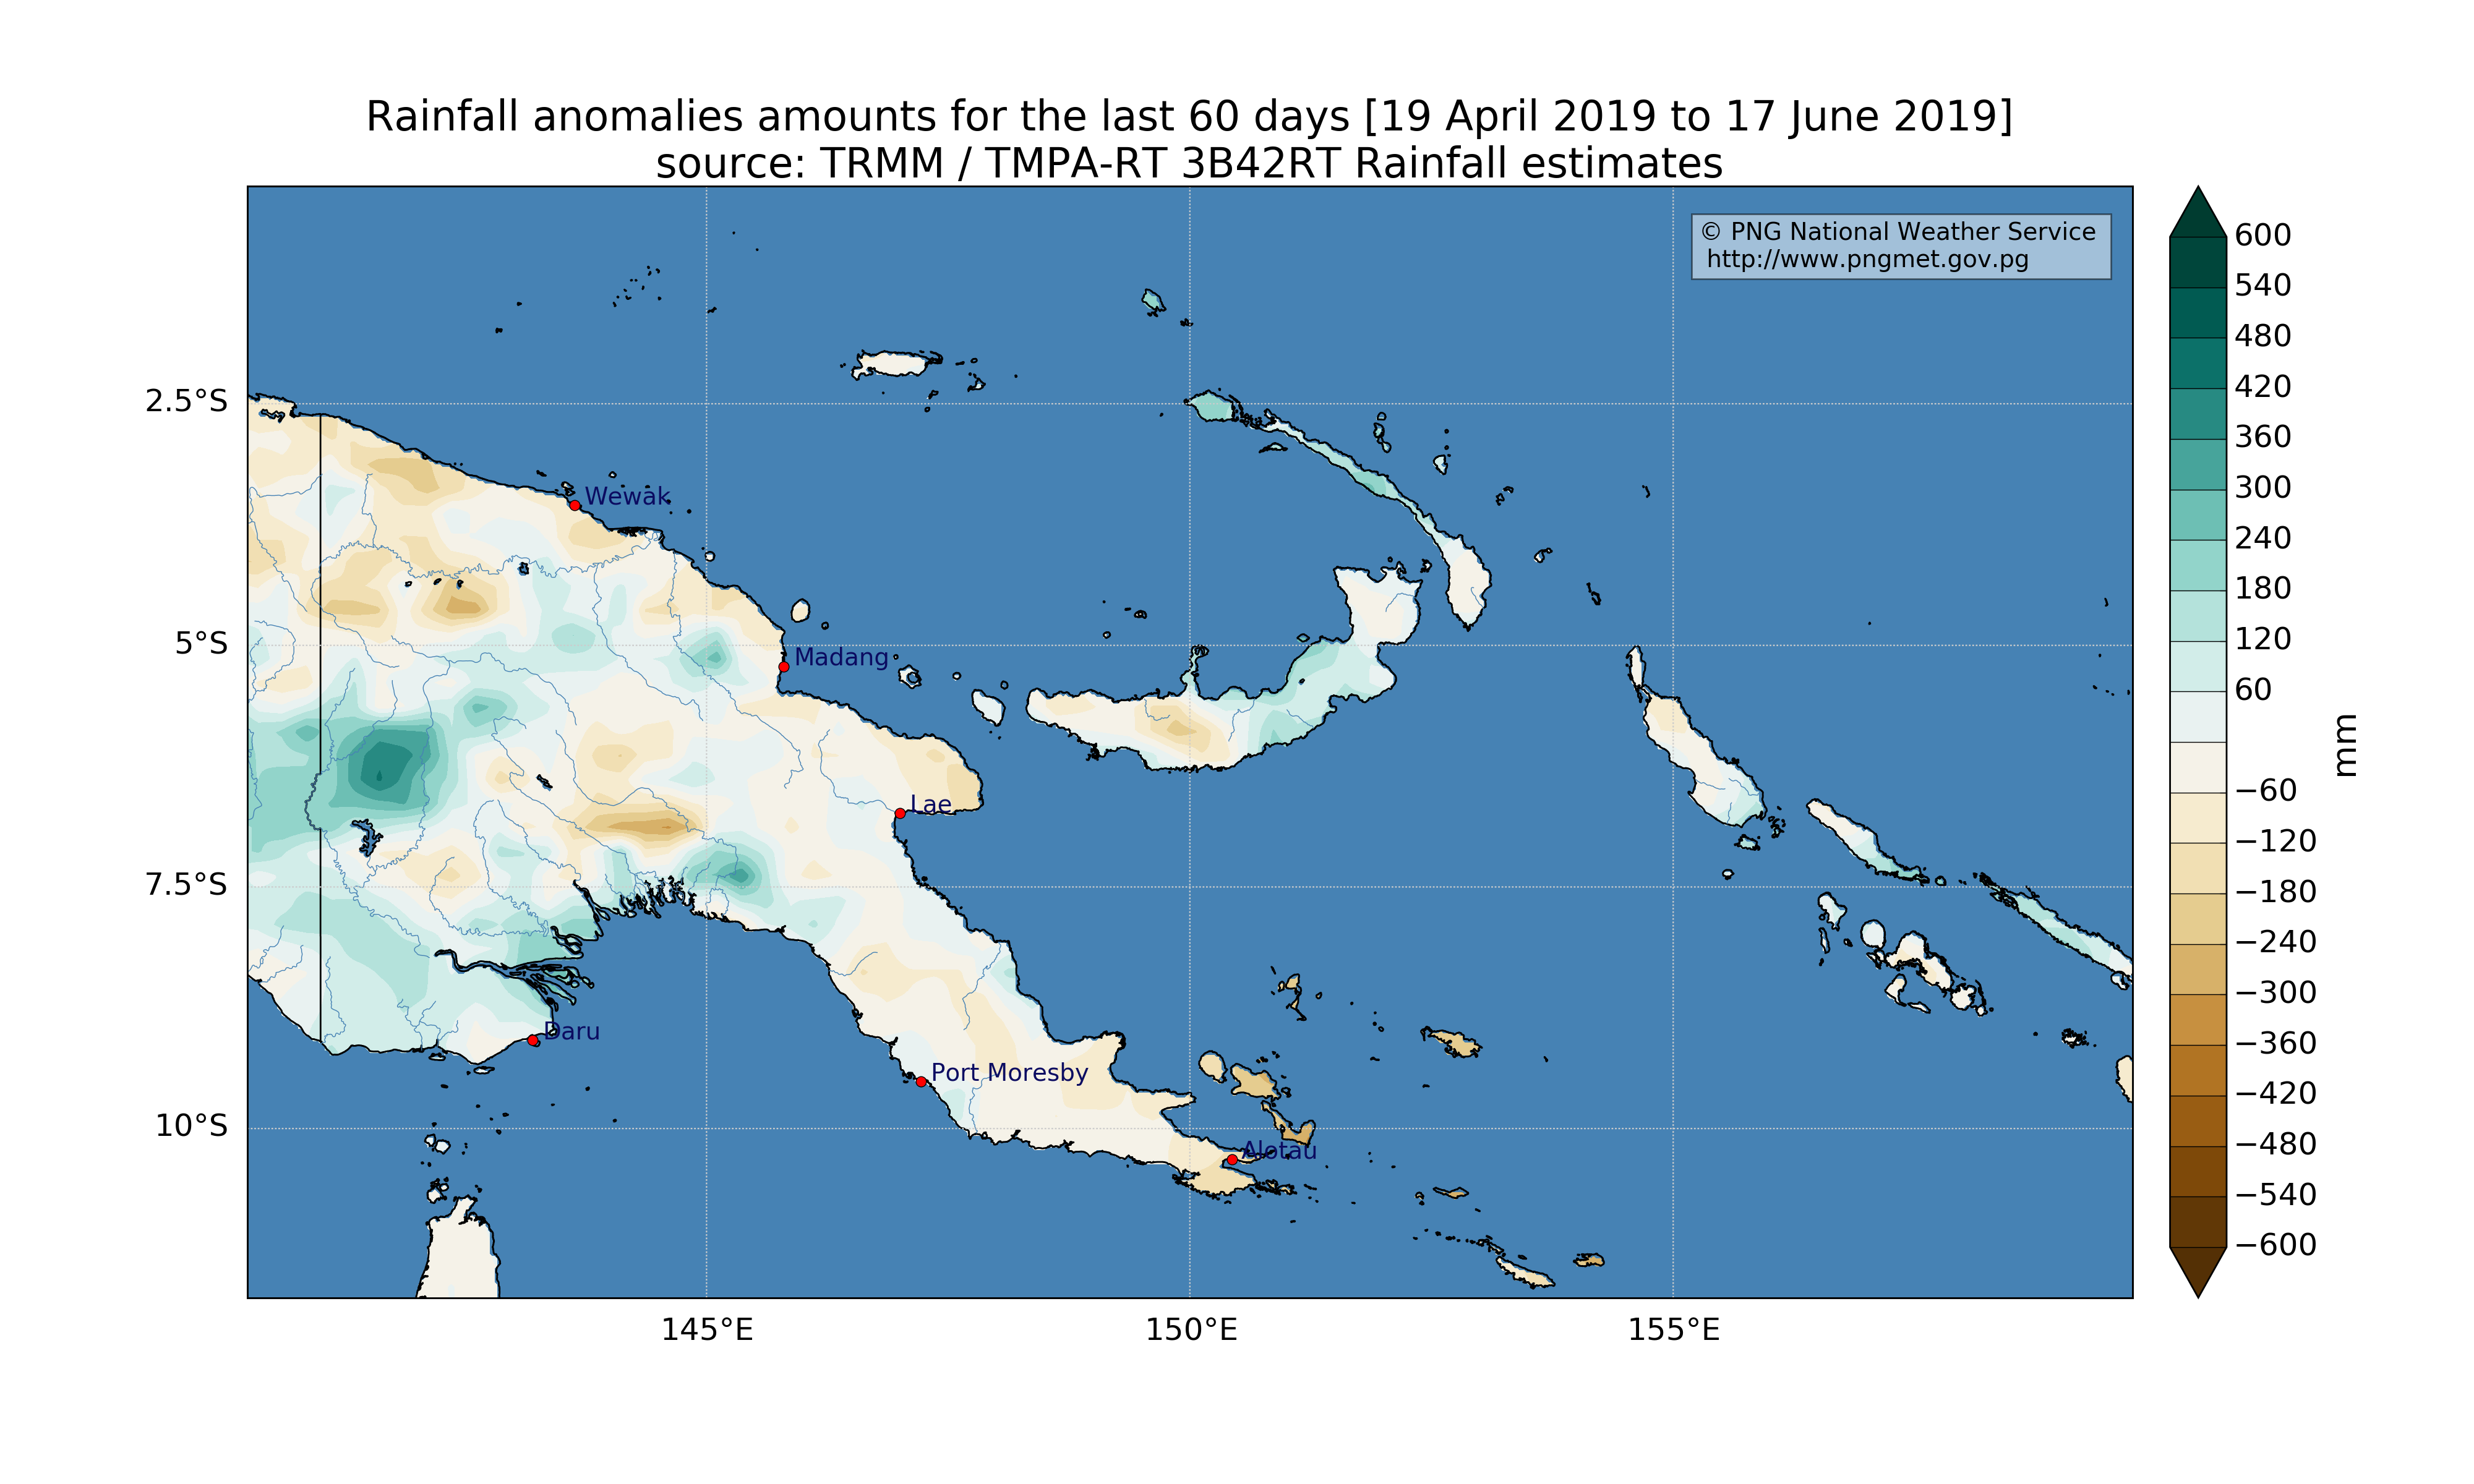 Rainfall anomalies amounts for the last 60 days [19 April 2019 to 17 June 2019]
source: TRMM / TMPA-RT 3B42RT Rainfall estimates
© PNG National Weather Service
http://www.pngmet.gov.pg
2.5°S
5°S
7.5°S
10°S
145°E
150°E
155°E
Wewak
Madang
Lae
Daru
Port Moresby
Alotau
600
540
480
420
360
300
240
180
120
60
−60
−120
−180
−240
−300
−360
−420
−480
−540
−600
mm